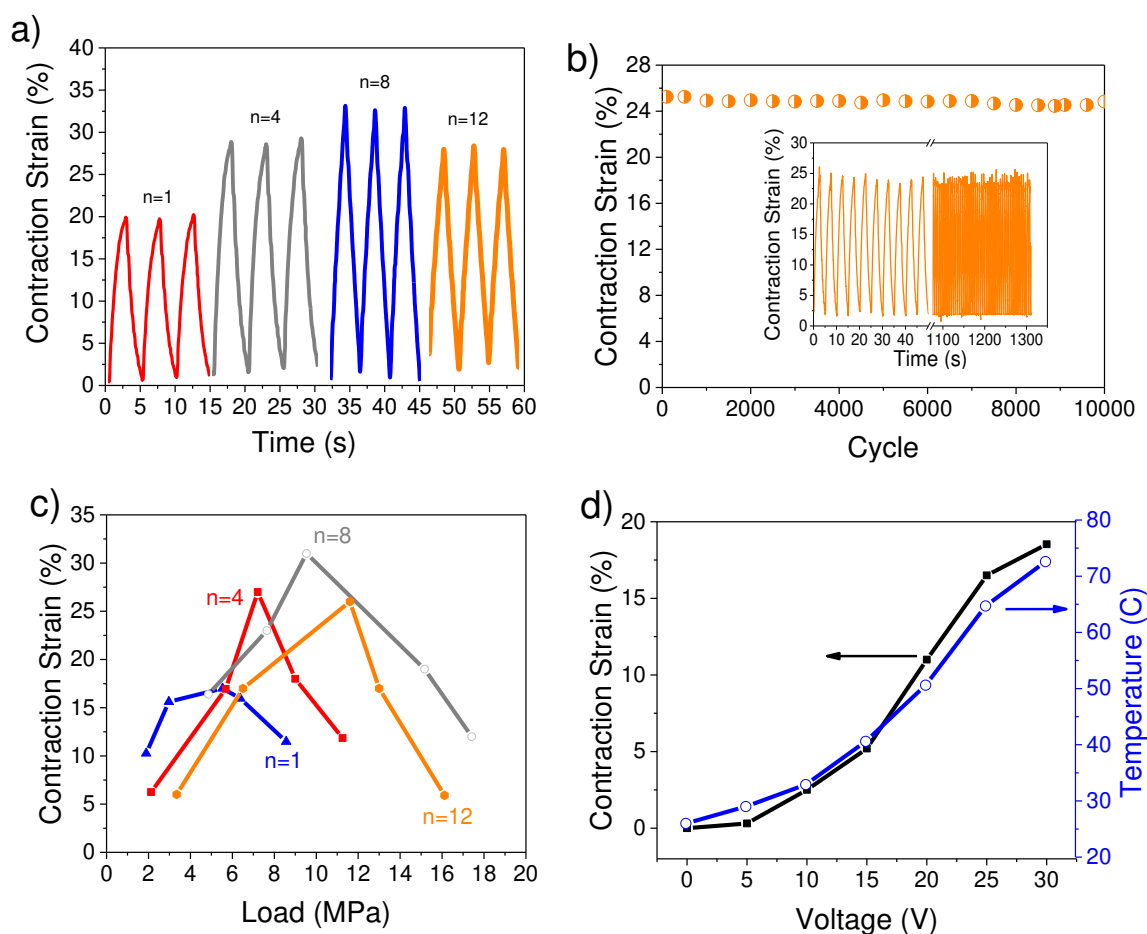 a)
Contraction Strain (%)
40
35
30
25
20
15
10
5
0
n=1
n=4
n=8
n=12
0 5 10 15 20 25 30 35 40 45 50 55 60
Time (s)
b)
Contraction Strain (%)
28
24
20
16
12
8
4
0
0 2000 4000 6000 8000 10000
Cycle
Contraction Strain (%)
30
25
20
15
10
5
0
0 10 20 30 40 1100 1200 1300
Time (s)
c)
Contraction Strain (%)
35
30
25
20
15
10
5
0
n=8
n=4
n=1
n=12
0 2 4 6 8 10 12 14 16 18 20
Load (MPa)
d)
Contraction Strain (%)
20
15
10
5
0
80
70
60
50
40
30
20
Temperature (C)
0 5 10 15 20 25 30
Voltage (V)